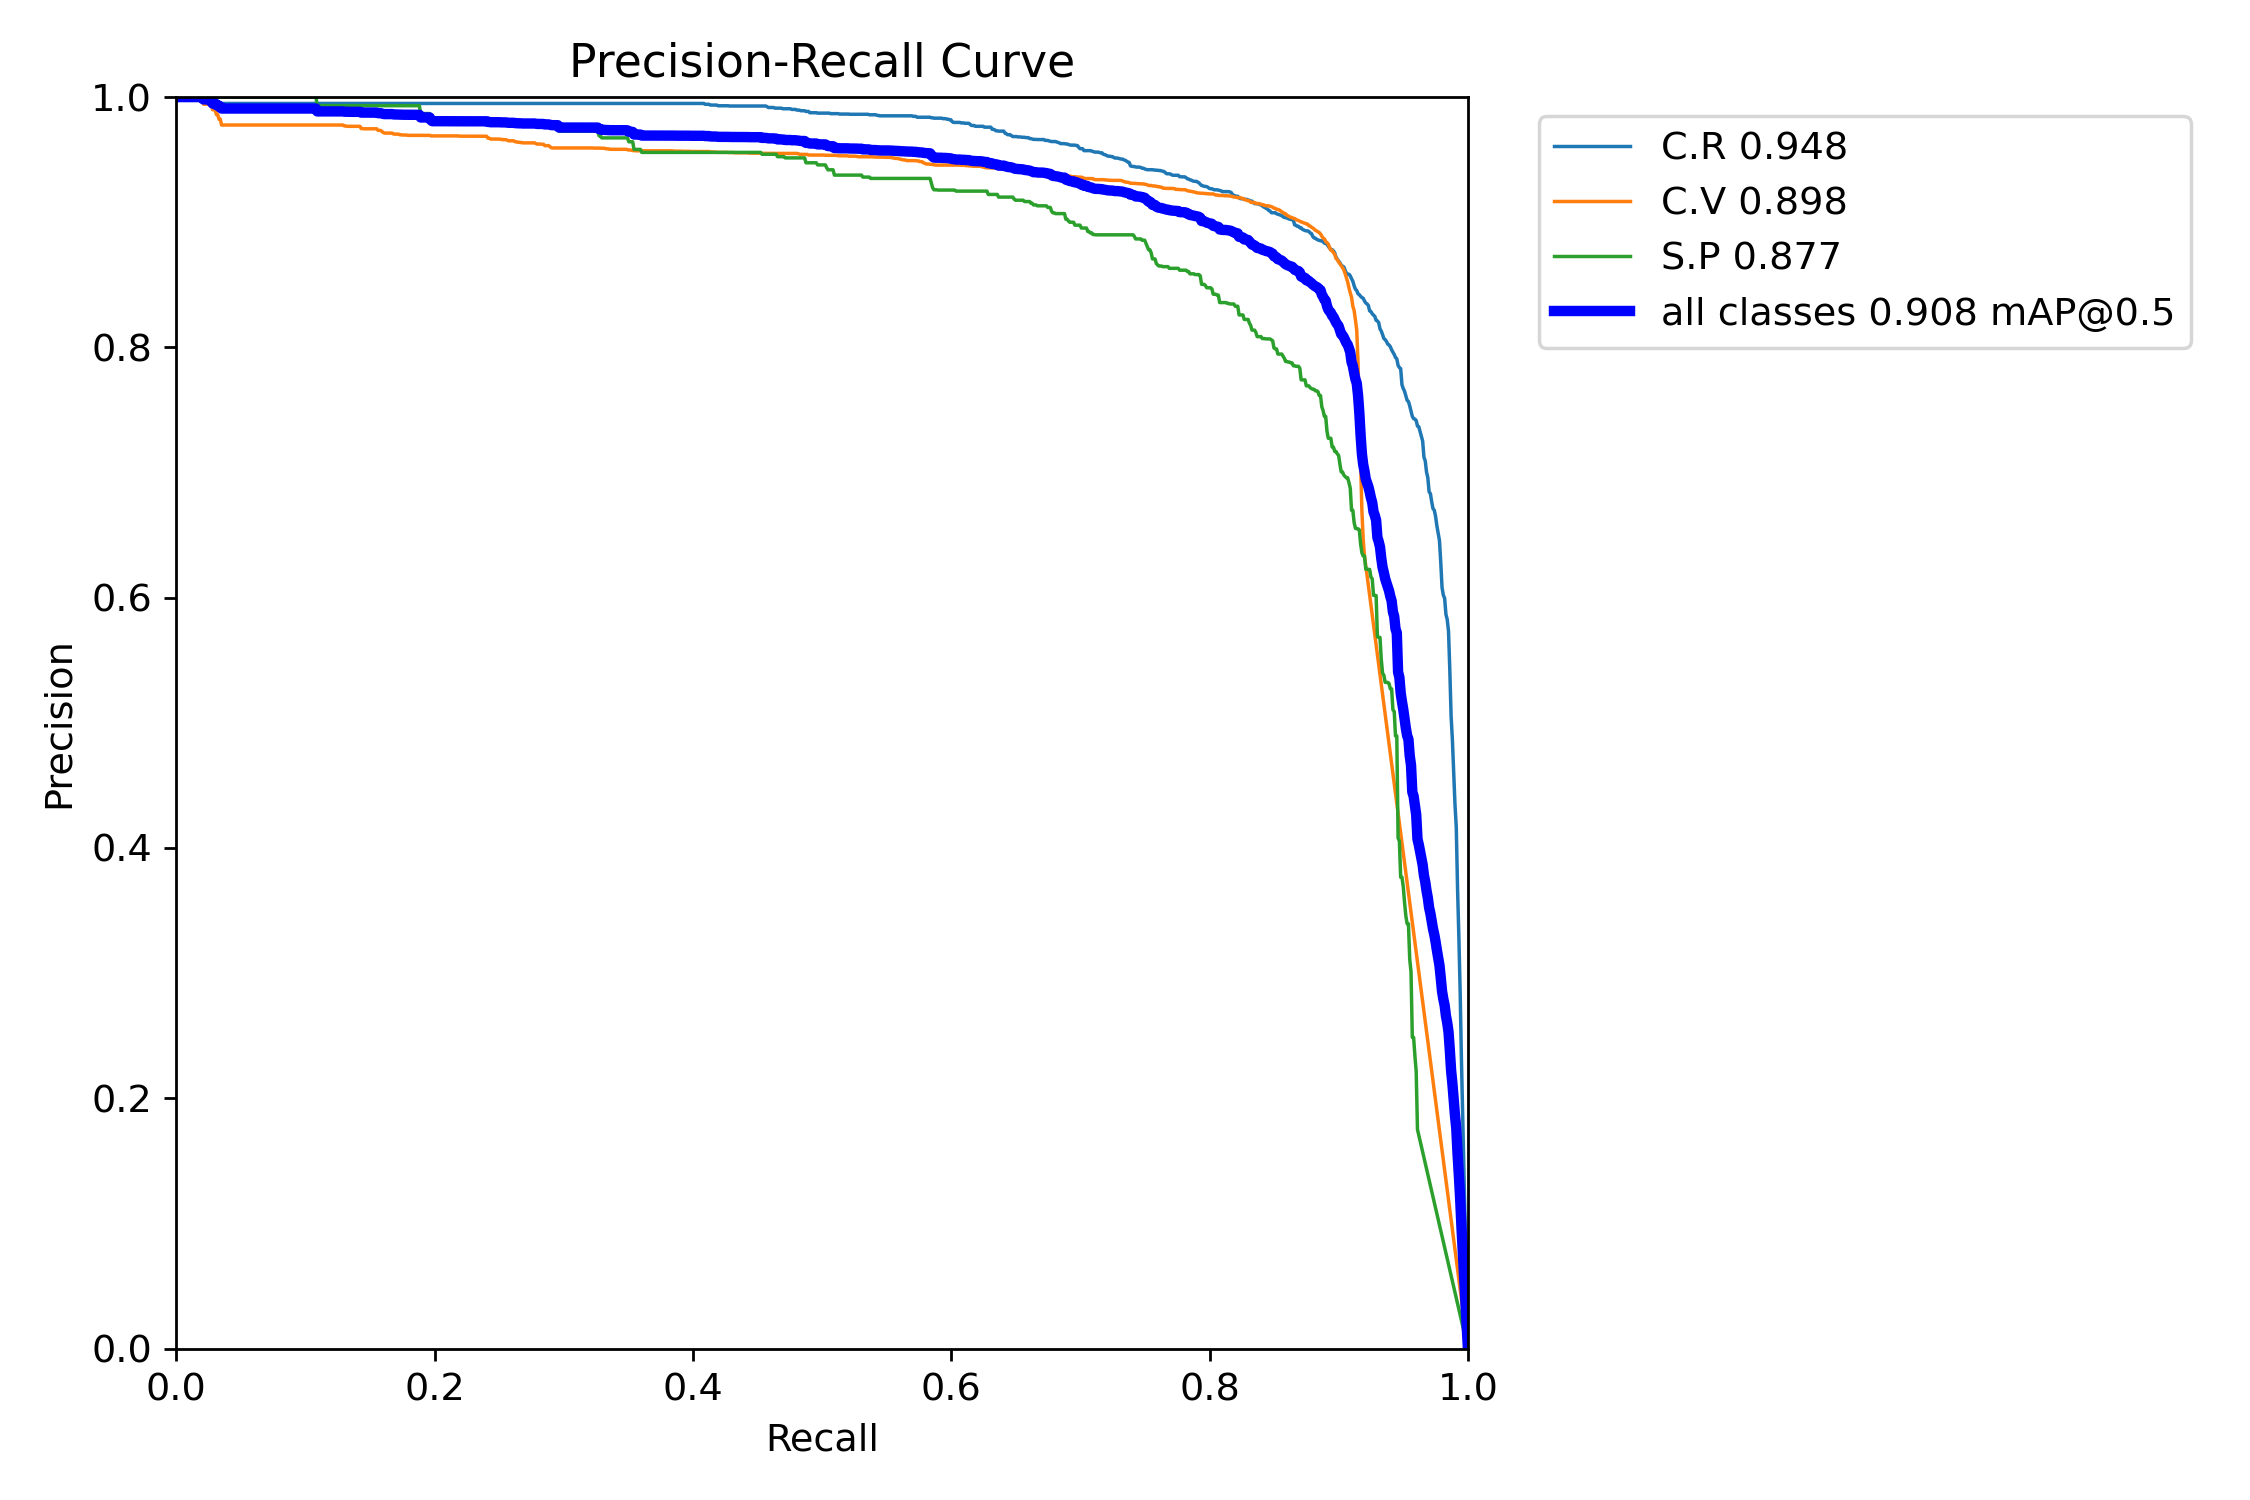 Precision-Recall Curve
1.0
0.8
0.6
0.4
0.2
0.0
Precision
0.0 0.2 0.4 0.6 0.8 1.0
Recall
C.R 0.948
C.V 0.898
S.P 0.877
all classes 0.908 mAP@0.5